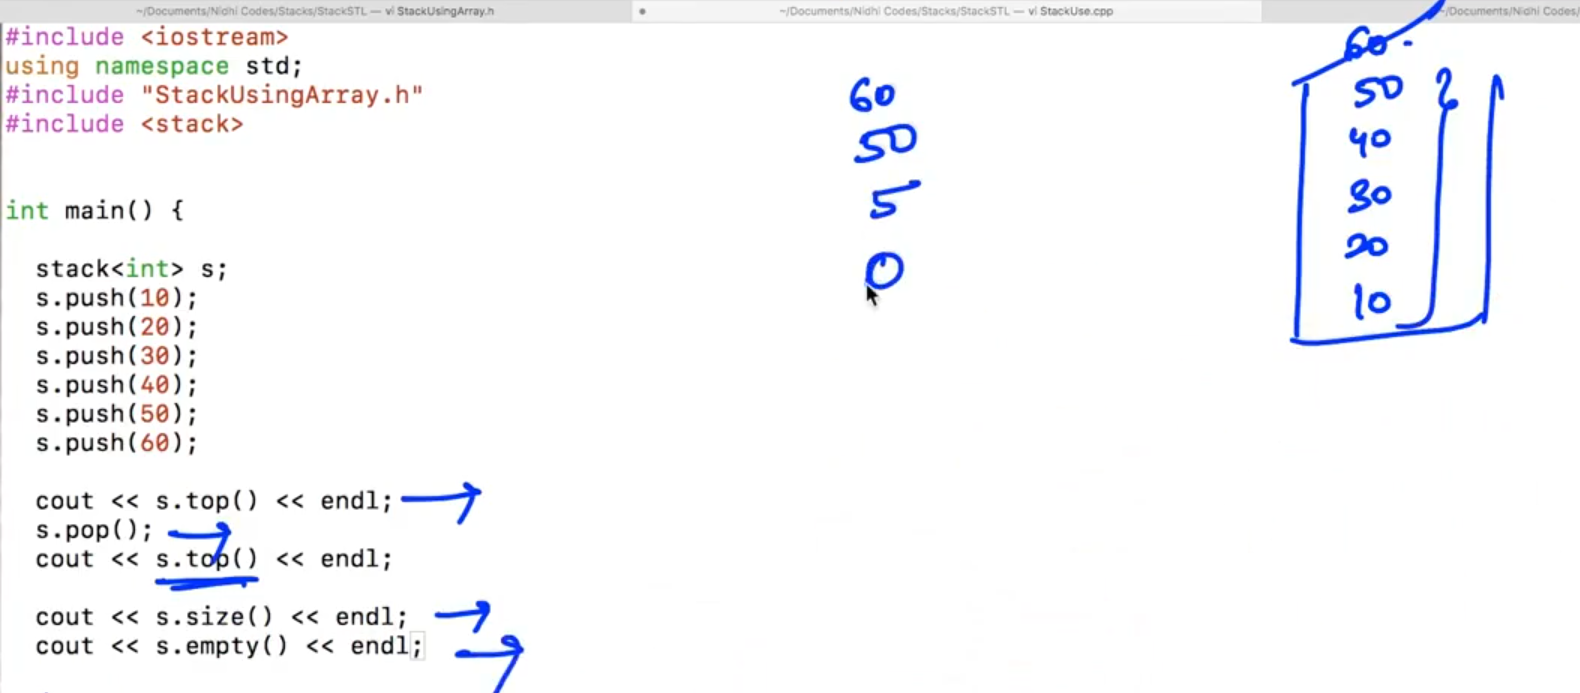 ~/Documents/Nidhi Codes/Stacks/StackSTL — vi StackUsingArray.h
~/Documents/Nidhi Codes/Stacks/StackSTL — vi StackUse.cpp
~/Documents/Nidhi Codes/
#include <iostream>
using namespace std;
#include "StackUsingArray.h"
#include <stack>
int main() {
stack<int> s;
s.push(10);
s.push(20);
s.push(30);
s.push(40);
s.push(50);
s.push(60);
cout << s.top() << endl;
s.pop();
cout << s.top() << endl;
cout << s.size() << endl;
cout << s.empty() << endl;
60
50
5
0
60
50
40
30
20
10